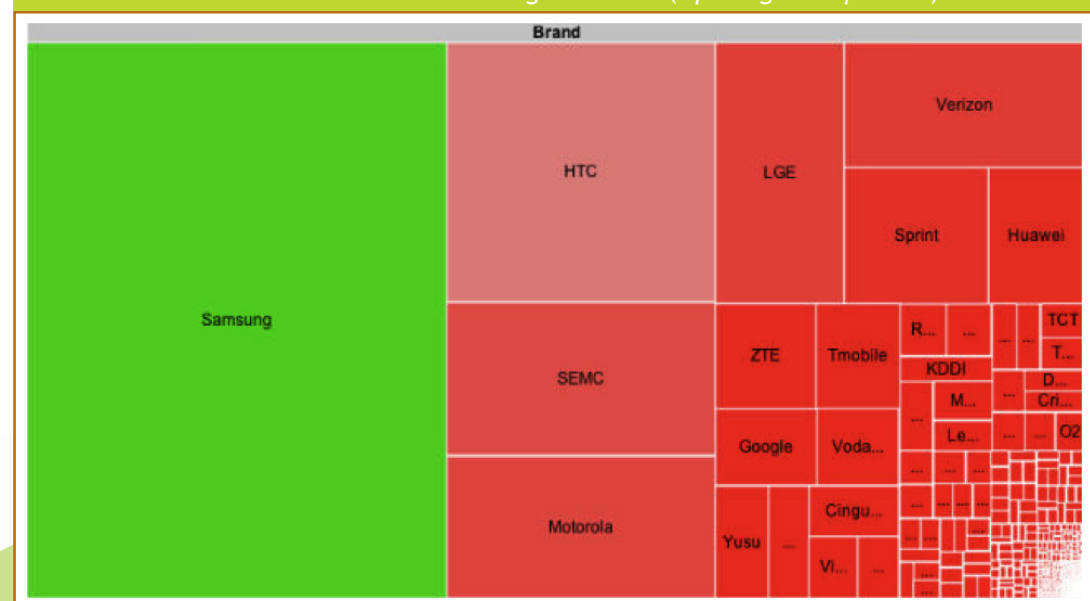 Brand
Samsung
HTC
SEMC
Motorola
LGE
Verizon
Sprint
Huawei
ZTE
Tmobile
Google
Voda...
Yusu
...
Cingu...
Vi...
...
R...
...
KDDI
...
M...
Le...
...
...
TCT
T...
...
D...
Cri...
...
...
O2
...
...
...
...
...
...
...